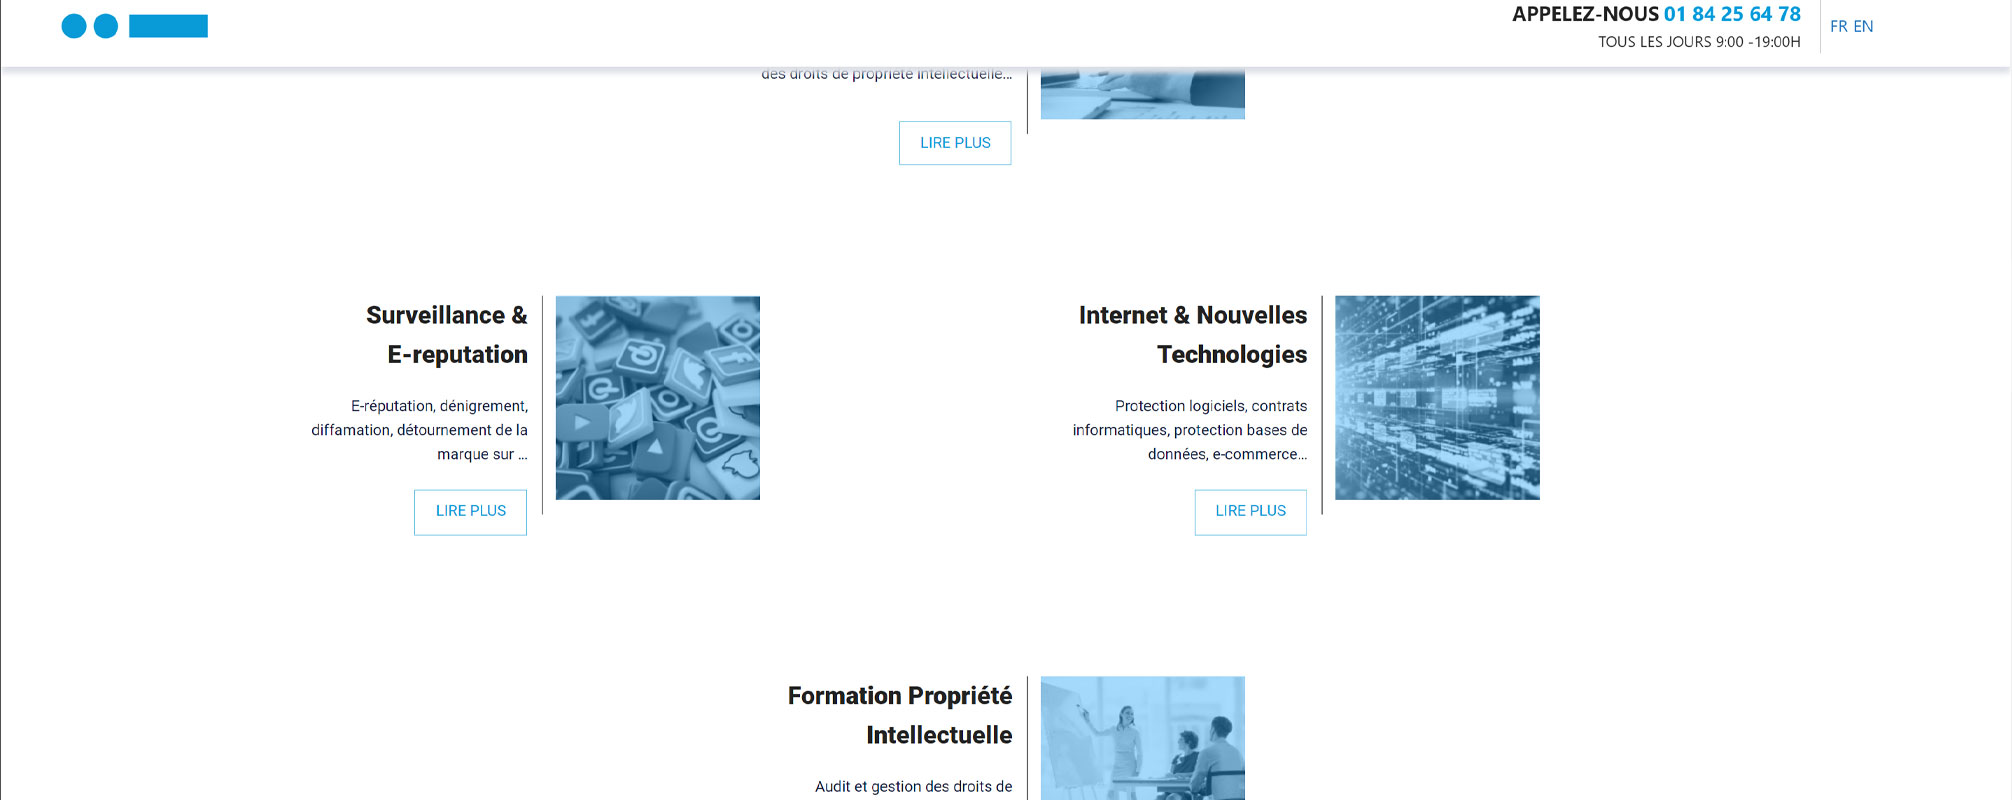 APPELEZ-NOUS 01 84 25 64 78
TOUS LES JOURS 9:00 -19:00H
FR EN
des droits de propriété intellectuelle...
LIRE PLUS
Surveillance &
E-reputation
E-réputation, dénigrement,
diffamation, détournement de la
marque sur ...
LIRE PLUS
Internet & Nouvelles
Technologies
Protection logiciels, contrats
informatiques, protection bases de
données, e-commerce...
LIRE PLUS
Formation Propriété
Intellectuelle
Audit et gestion des droits de